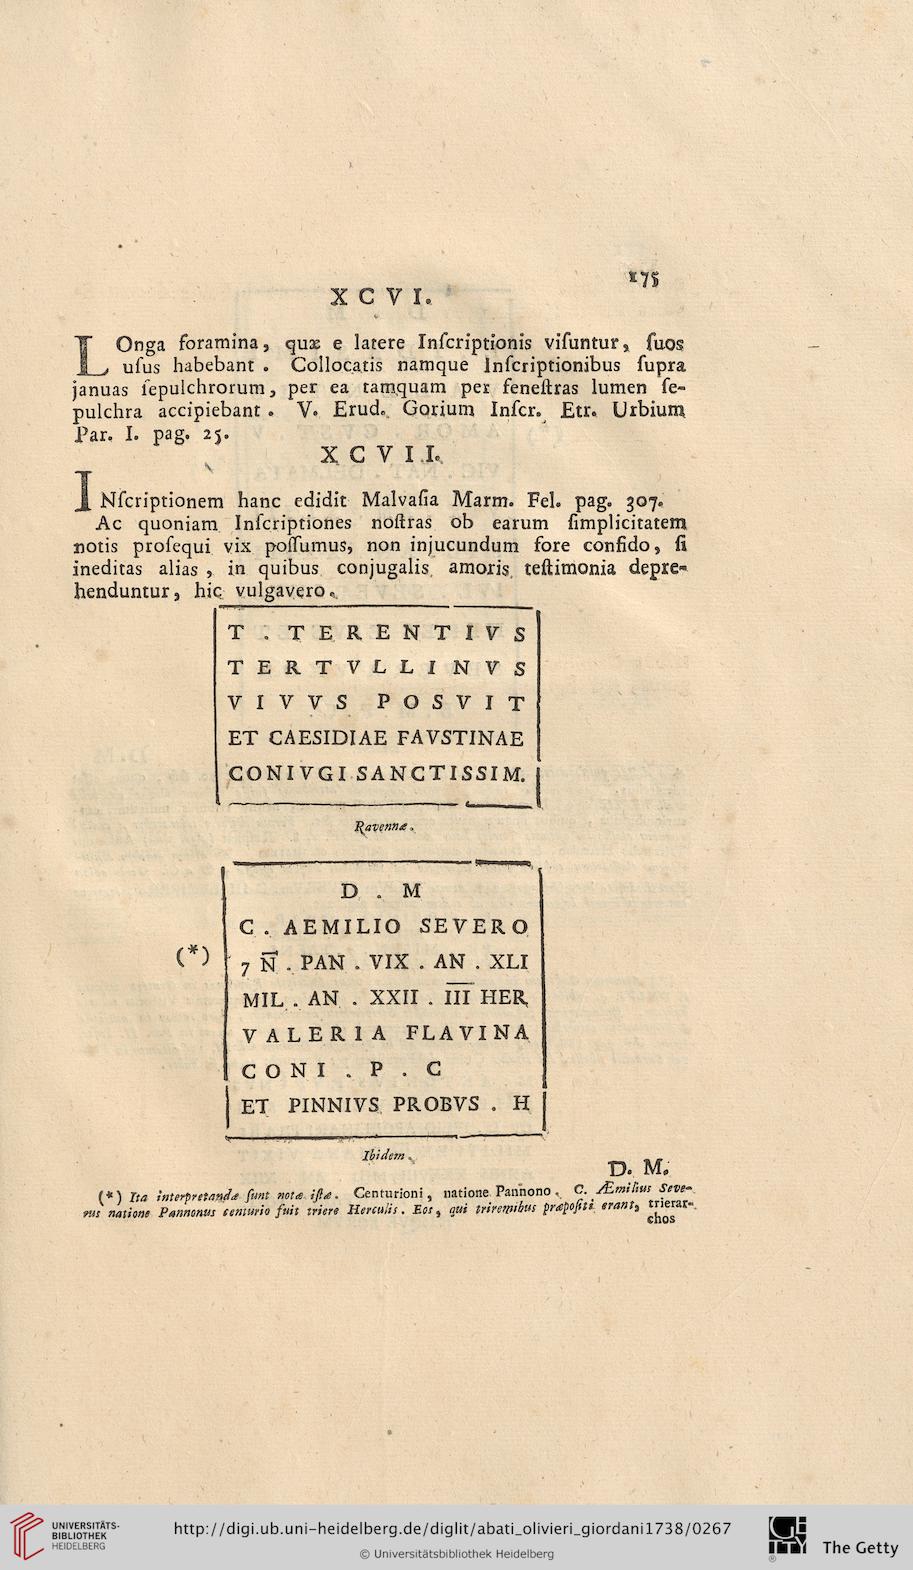 175
X C V I.
LOnga foramina, quæ e latere Inſcriptionis viſuntur, ſuos
uſus habebant. Collocatis namque Inſcriptionibus ſupra
januas ſepulchrorum, per ea tamquam per feneſtras lumen ſe-
pulchra accipiebant. V. Erud. Gorium Inſcr. Etr. Urbium
Par. I. pag. 25.
X C V I I.
INſcriptionem hanc edidit Malvaſia Marm. Fel. pag. 307.
Ac quoniam Inſcriptiones noſtras ob earum ſimplicitatem
notis proſequi vix poſſumus, non injucundum fore confido, ſi
ineditas alias, in quibus conjugalis amoris teſtimonia depre-
henduntur, hic vulgavero.
T . TERENTIVS
TERTVLLINVS
VIVVS POSVIT
ET CAESIDIAE FAVSTINAE
CONIVGI SANCTISSIM.
Ravennæ.
D . M
C . AEMILIO SEVERO
(*) 7 N̄ . PAN . VIX . AN . XLI
MIL . AN . XXII . I̅I̅I̅ HER
VALERIA FLAVINA
CONI . P . C
ET PINNIVS PROBVS . H
Ibidem.
D. M.
(*) Ita interpretandæ ſunt notæ iſtæ. Centurioni, natione Pannono. C. Æmilius Seve-
rus natione Pannonus centurio fuit triere Herculis. Eos, qui triremibus præpoſiti erant, trierar-
chos
UNIVERSITÄTS-
BIBLIOTHEK
HEIDELBERG
http://digi.ub.uni-heidelberg.de/diglit/abati_olivieri_giordani1738/0267
© Universitätsbibliothek Heidelberg
GETTY
®
The Getty